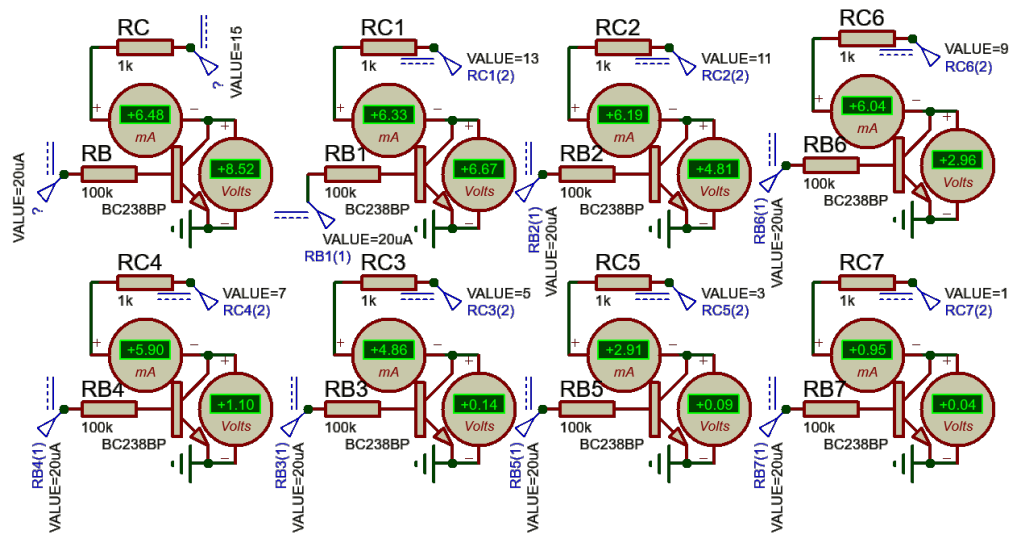 RC
1k
?
VALUE=15
+
+6.48
mA
−
+
+8.52
Volts
−
VALUE=20uA
?
RB
100k
BC238BP
RC1
1k
VALUE=13
RC1(2)
+
+6.33
mA
−
+
+6.67
Volts
−
RB1
100k
BC238BP
VALUE=20uA
RB1(1)
RC2
1k
VALUE=11
RC2(2)
+
+6.19
mA
−
+
+4.81
Volts
−
RB2
100k
BC238BP
RB2(1)
VALUE=20uA
RC6
1k
VALUE=9
RC6(2)
+
+6.04
mA
−
+
+2.96
Volts
−
RB6
100k
BC238BP
RB6(1)
VALUE=20uA
RC4
1k
VALUE=7
RC4(2)
+
+5.90
mA
−
+
+1.10
Volts
−
RB4
100k
BC238BP
RB4(1)
VALUE=20uA
RC3
1k
VALUE=5
RC3(2)
+
+4.86
mA
−
+
+0.14
Volts
−
RB3
100k
BC238BP
RB3(1)
VALUE=20uA
RC5
1k
VALUE=3
RC5(2)
+
+2.91
mA
−
+
+0.09
Volts
−
RB5
100k
BC238BP
RB5(1)
VALUE=20uA
RC7
1k
VALUE=1
RC7(2)
+
+0.95
mA
−
+
+0.04
Volts
−
RB7
100k
BC238BP
RB7(1)
VALUE=20uA